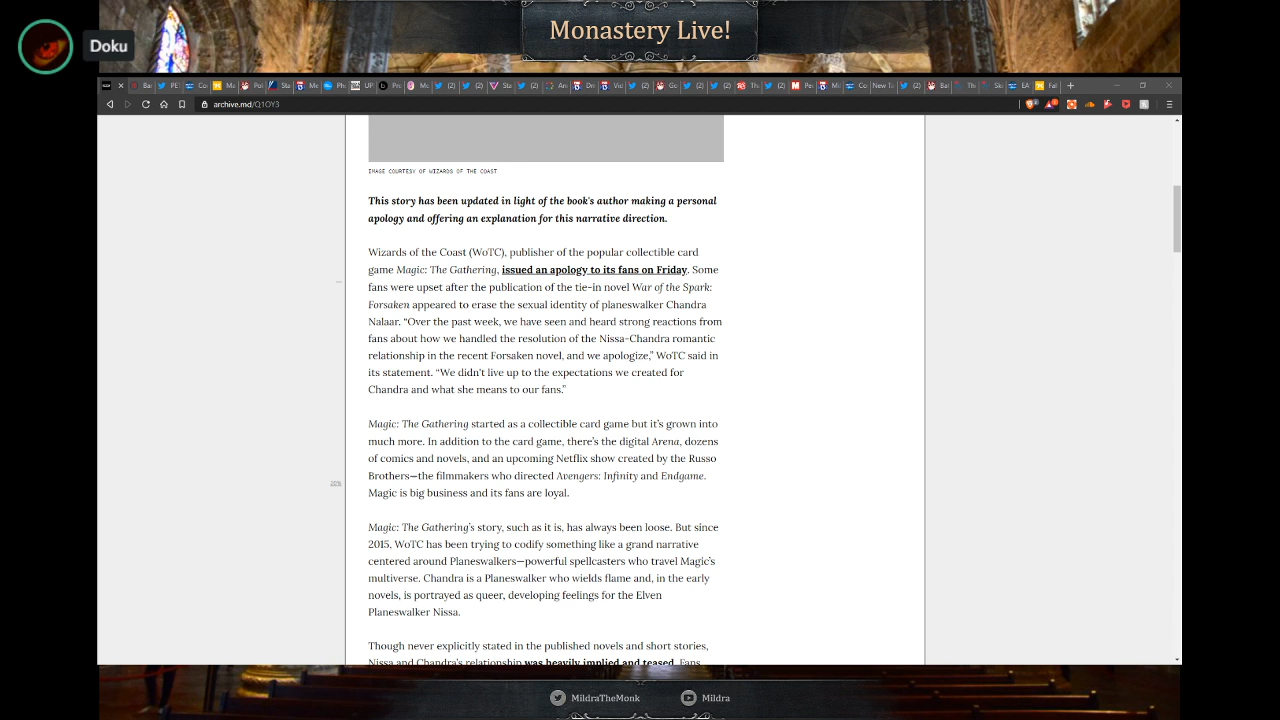 Monastery Live!
Doku
archive.md/Q1OY3
IMAGE COURTESY OF WIZARDS OF THE COAST
This story has been updated in light of the book's author making a personal
apology and offering an explanation for this narrative direction.
Wizards of the Coast (WoTC), publisher of the popular collectible card
game Magic: The Gathering, issued an apology to its fans on Friday. Some
fans were upset after the publication of the tie-in novel War of the Spark:
Forsaken appeared to erase the sexual identity of planeswalker Chandra
Nalaar. “Over the past week, we have seen and heard strong reactions from
fans about how we handled the resolution of the Nissa-Chandra romantic
relationship in the recent Forsaken novel, and we apologize,” WoTC said in
its statement. “We didn't live up to the expectations we created for
Chandra and what she means to our fans.”
Magic: The Gathering started as a collectible card game but it’s grown into
much more. In addition to the card game, there’s the digital Arena, dozens
of comics and novels, and an upcoming Netflix show created by the Russo
Brothers—the filmmakers who directed Avengers: Infinity and Endgame.
Magic is big business and its fans are loyal.
Magic: The Gathering’s story, such as it is, has always been loose. But since
2015, WoTC has been trying to codify something like a grand narrative
centered around Planeswalkers—powerful spellcasters who travel Magic’s
multiverse. Chandra is a Planeswalker who wields flame and, in the early
novels, is portrayed as queer, developing feelings for the Elven
Planeswalker Nissa.
Though never explicitly stated in the published novels and short stories,
Nissa and Chandra’s relationship was heavily implied and teased. Fans
MildraTheMonk
Mildra